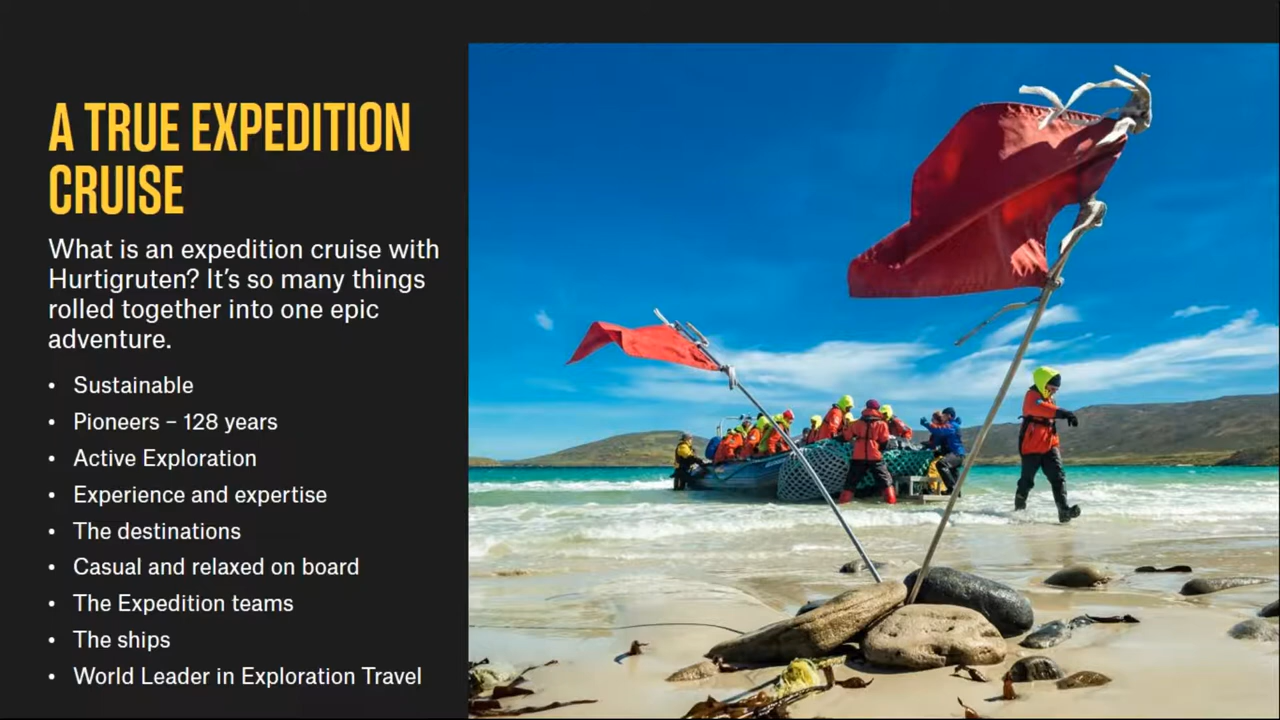 A TRUE EXPEDITION
CRUISE
What is an expedition cruise with
Hurtigruten? It’s so many things
rolled together into one epic
adventure.
• Sustainable
• Pioneers – 128 years
• Active Exploration
• Experience and expertise
• The destinations
• Casual and relaxed on board
• The Expedition teams
• The ships
• World Leader in Exploration Travel